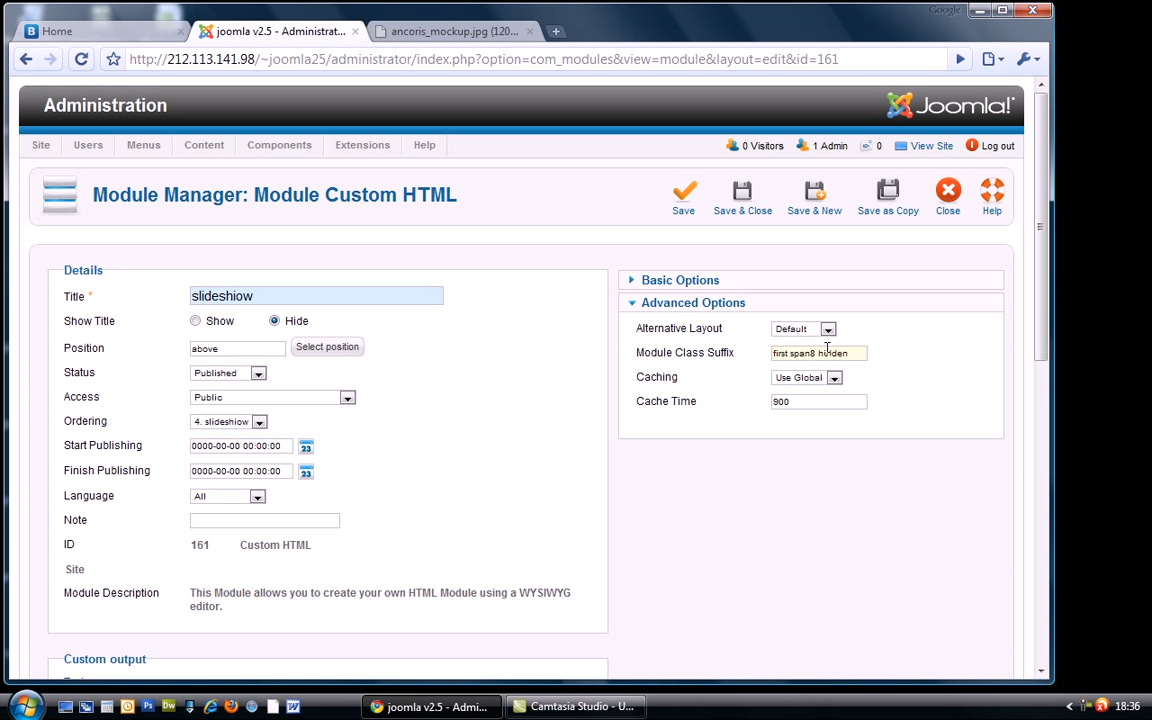 Google
Home
joomla v2.5 - Administrat...
ancoris_mockup.jpg (120...
http://212.113.141.98/~joomla25/administrator/index.php?option=com_modules&view=module&layout=edit&id=161
Administration
Joomla!
Site Users Menus Content Components Extensions Help
0 Visitors 1 Admin 0 View Site Log out
Module Manager: Module Custom HTML
Save Save & Close Save & New Save as Copy Close Help
Details
Title * slideshiow
Show Title Show Hide
Position above Select position
Status Published
Access Public
Ordering 4. slideshiow
Start Publishing 0000-00-00 00:00:00 23
Finish Publishing 0000-00-00 00:00:00 23
Language All
Note
ID 161 Custom HTML
Site
Module Description This Module allows you to create your own HTML Module using a WYSIWYG
editor.
Custom output
Basic Options
Advanced Options
Alternative Layout Default
Module Class Suffix first span8 hidden
Caching Use Global
Cache Time 900
joomla v2.5 - Admi...
Camtasia Studio - U...
18:36